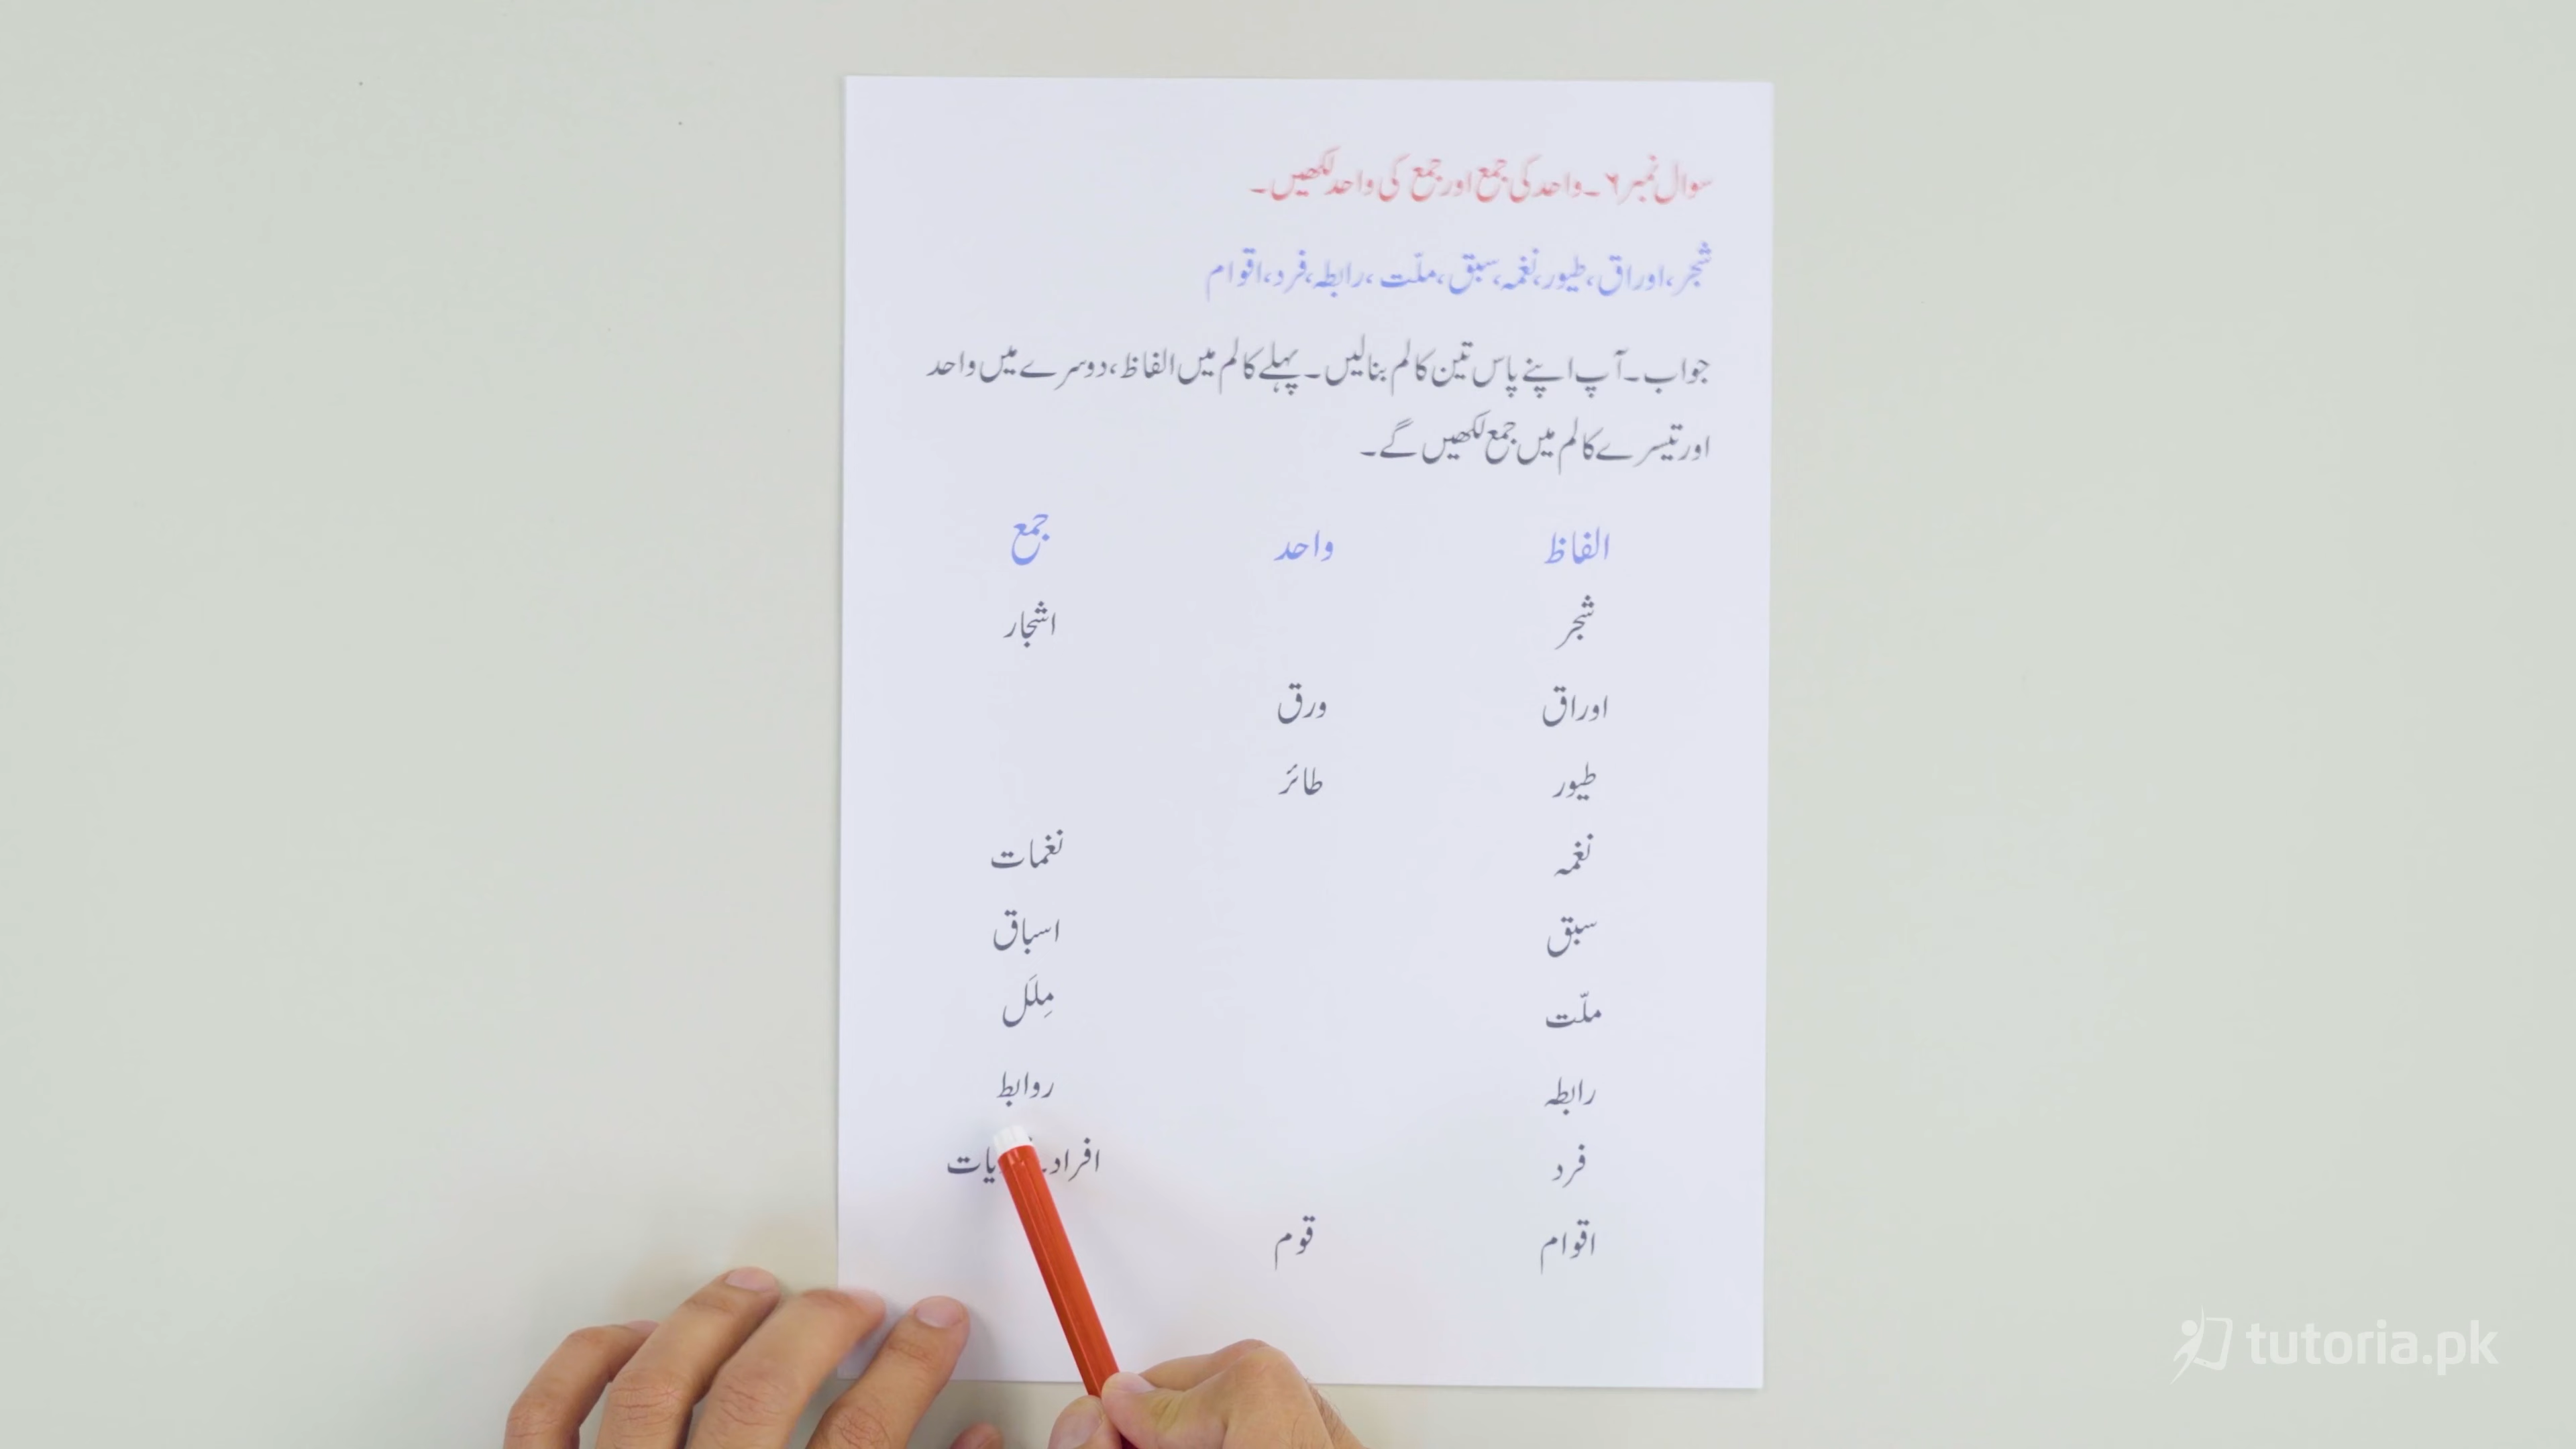 سوال نمبر ۶۔ واحد کی جمع اور جمع کی واحد لکھیں۔
شجر، اوراق، طیور، نغمہ، سبق، ملّت، رابطہ، فرد، اقوام
جواب۔ آپ اپنے پاس تین کالم بنالیں۔ پہلے کالم میں الفاظ، دوسرے میں واحد
اور تیسرے کالم میں جمع لکھیں گے۔
الفاظ واحد جمع
شجر اشجار
اوراق ورق
طیور طائر
نغمہ نغمات
سبق اسباق
ملّت مِلَل
رابطہ روابط
فرد افراد۔
اقوام قوم
tutoria.pk